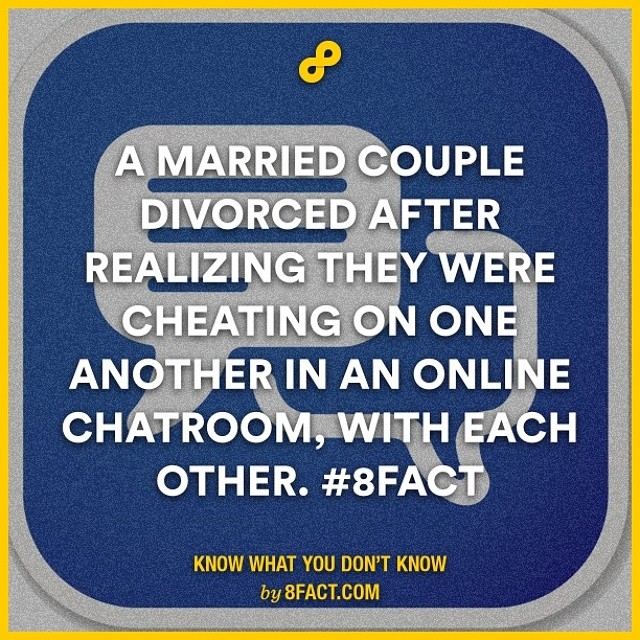 A MARRIED COUPLE
DIVORCED AFTER
REALIZING THEY WERE
CHEATING ON ONE
ANOTHER IN AN ONLINE
CHATROOM, WITH EACH
OTHER. #8FACT
KNOW WHAT YOU DON'T KNOW
by 8FACT.COM